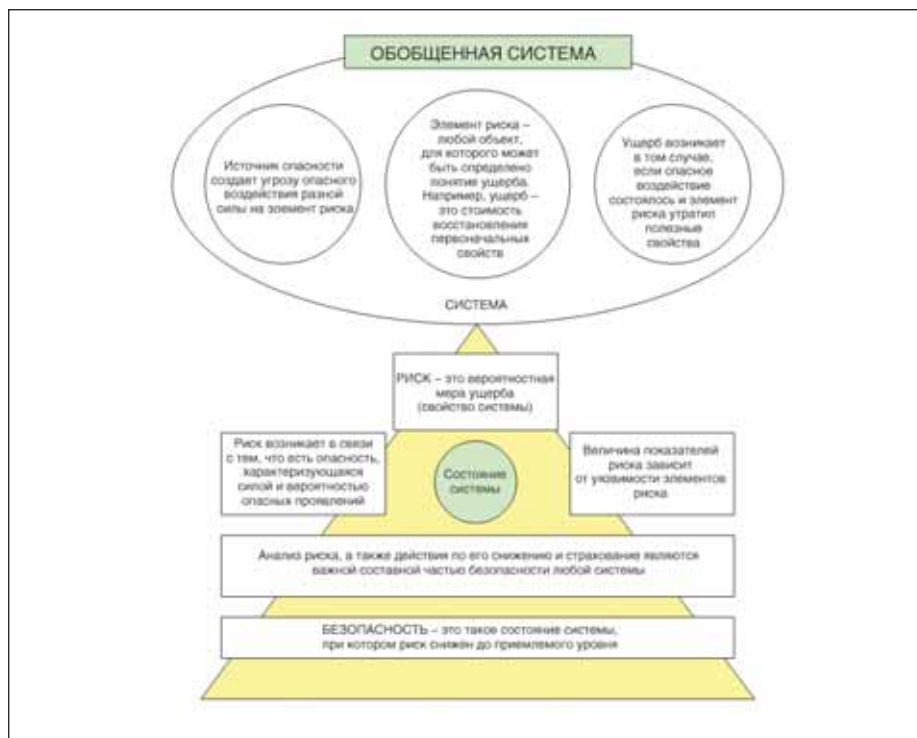 ОБОБЩЕННАЯ СИСТЕМА
Источник опасности
создает угрозу опасного
воздействия разной
силы на элемент риска
Элемент риска –
любой объект,
для которого может
быть определено
понятие ущерба.
Например, ущерб –
это стоимость
восстановления
первоначальных
свойств
Ущерб возникает
в том случае,
если опасное
воздействие
состоялось и элемент
риска утратил
полезные
свойства
СИСТЕМА
РИСК – это вероятностная
мера ущерба
(свойство системы)
Риск возникает в связи
с тем, что есть опасность,
характеризующаяся
силой и вероятностью
опасных проявлений
Состояние
системы
Величина показателей
риска зависит
от уязвимости элементов
риска
Анализ риска, а также действия по его снижению и страхование являются
важной составной частью безопасности любой системы
БЕЗОПАСНОСТЬ – это такое состояние системы,
при котором риск снижен до приемлемого уровня